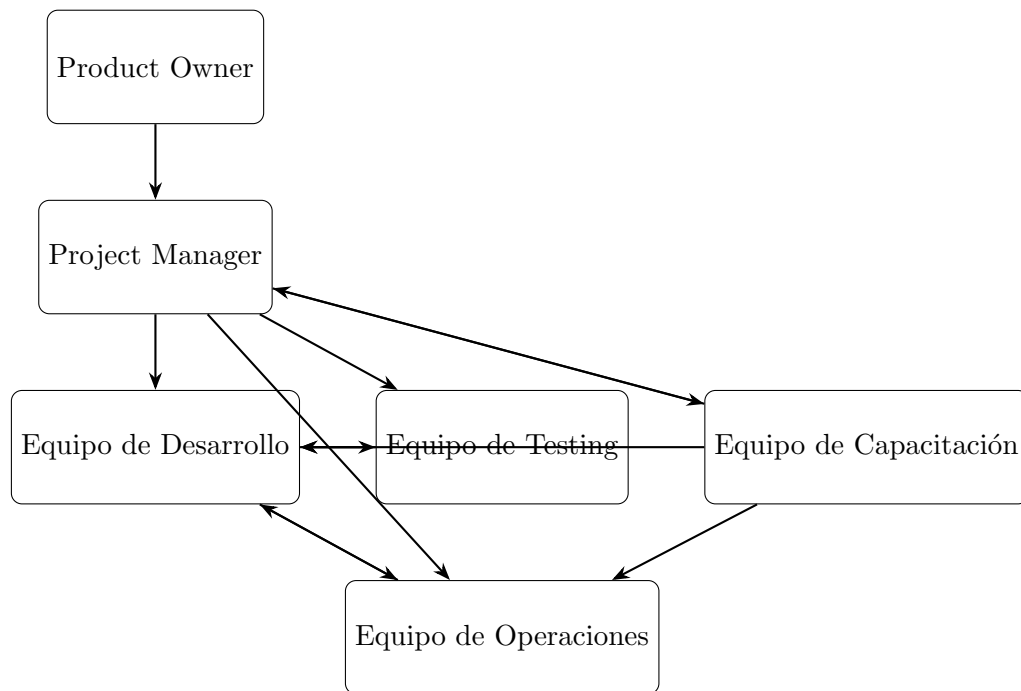 Product Owner
Project Manager
Equipo de Desarrollo
Equipo de Testing
Equipo de Capacitación
Equipo de Operaciones